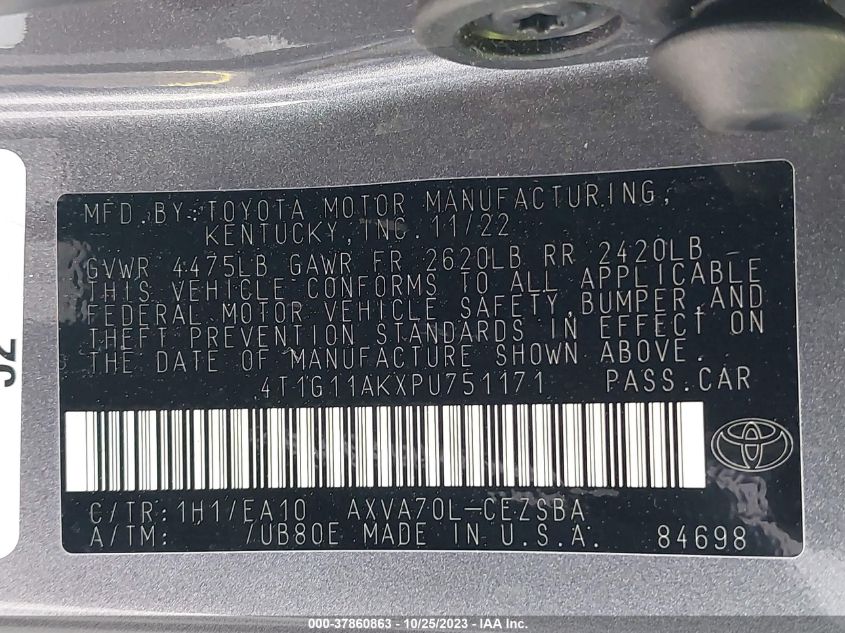 MFD.BY:TOYOTA MOTOR MANUFACTURING,
KENTUCKY,INC. 11/22
GVWR 4475LB GAWR FR 2620LB RR 2420LB
THIS VEHICLE CONFORMS TO ALL APPLICABLE
FEDERAL MOTOR VEHICLE SAFETY,BUMPER,AND
THEFT PREVENTION STANDARDS IN EFFECT ON
THE DATE OF MANUFACTURE SHOWN ABOVE.
4T1G11AKXPU751171 PASS.CAR
C/TR:1H1/EA10 AXVA70L-CEZSBA
A/TM: /UB80E MADE IN U.S.A. 84698
000-37860863 - 10/25/2023 - IAA Inc.